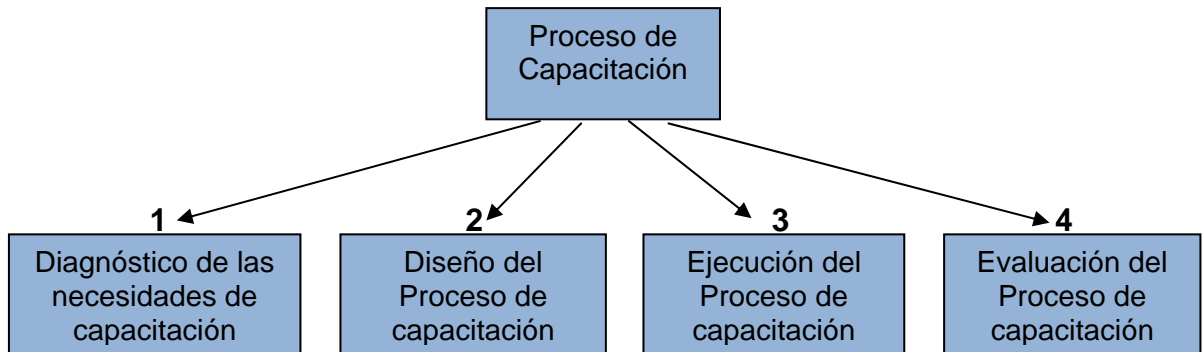 Proceso de
Capacitación
1
2
3
4
Diagnóstico de las
necesidades de
capacitación
Diseño del
Proceso de
capacitación
Ejecución del
Proceso de
capacitación
Evaluación del
Proceso de
capacitación